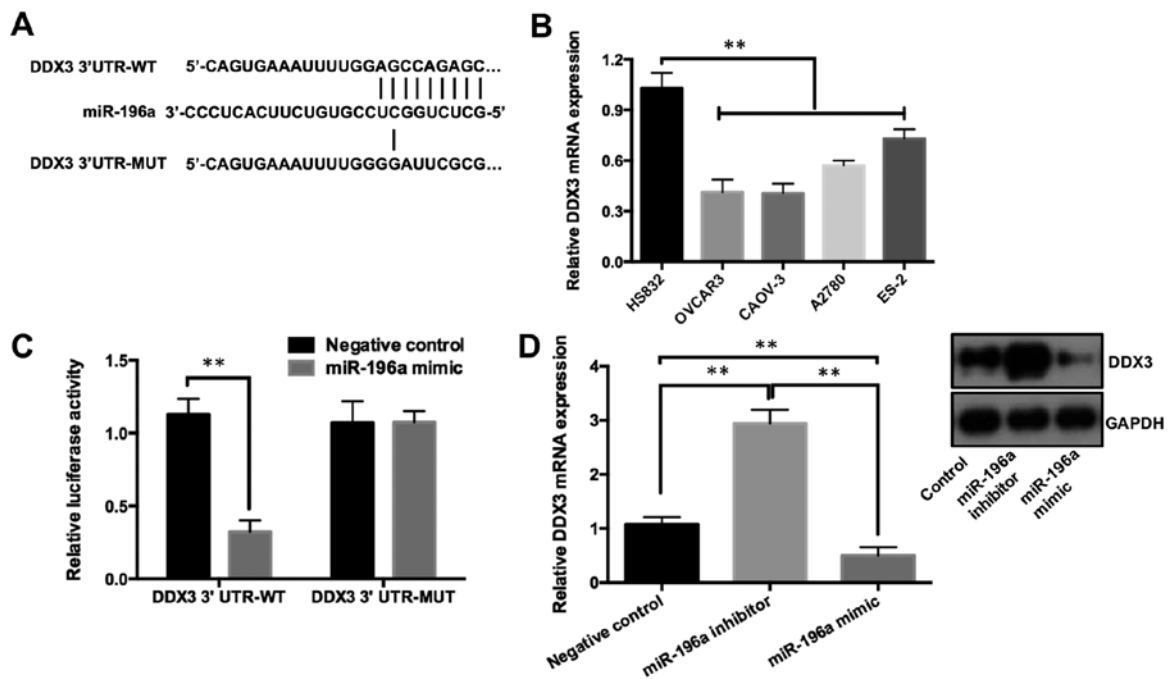 A
DDX3 3'UTR-WT 5'-CAGUGAAAUUUUGGAGCCAGAGC...
miR-196a 3'-CCCUCACUUCUGUGCCUCGGUCUCG-5'
DDX3 3'UTR-MUT 5'-CAGUGAAAUUUUGGGGAUUCGCG...
B
Relative DDX3 mRNA expression
1.2
0.9
0.6
0.3
0.0
**
HS832
OVCAR3
CAOV-3
A2780
ES-2
C
Negative control
miR-196a mimic
Relative luciferase activity
1.5
1.0
0.5
0.0
**
DDX3 3' UTR-WT
DDX3 3' UTR-MUT
D
Relative DDX3 mRNA expression
4
3
2
1
0
**
**
**
Negative control
miR-196a inhibitor
miR-196a mimic
DDX3
GAPDH
Control
miR-196a
inhibitor
miR-196a
mimic